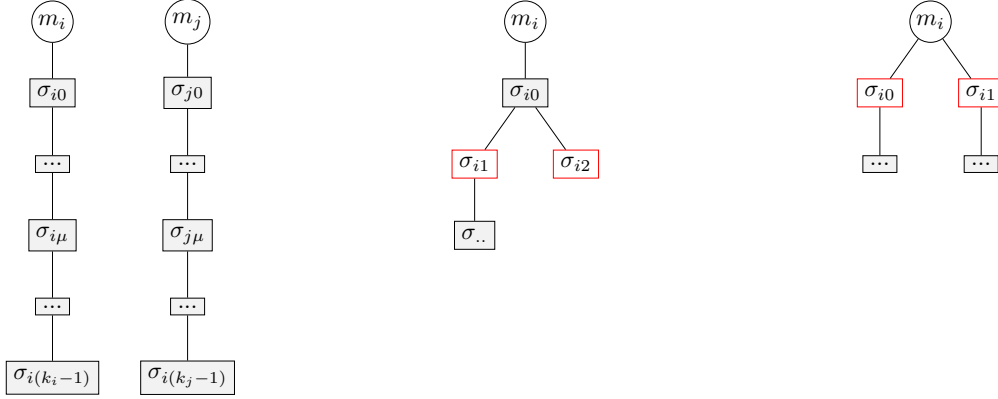 m_i m_j m_i m_i
σ_{i0} σ_{j0} σ_{i0} σ_{i0} σ_{i1}
... ... σ_{i1} σ_{i2} ... ...
σ_{iμ} σ_{jμ} σ_{..}
... ...
σ_{i(k_i−1)} σ_{i(k_j−1)}